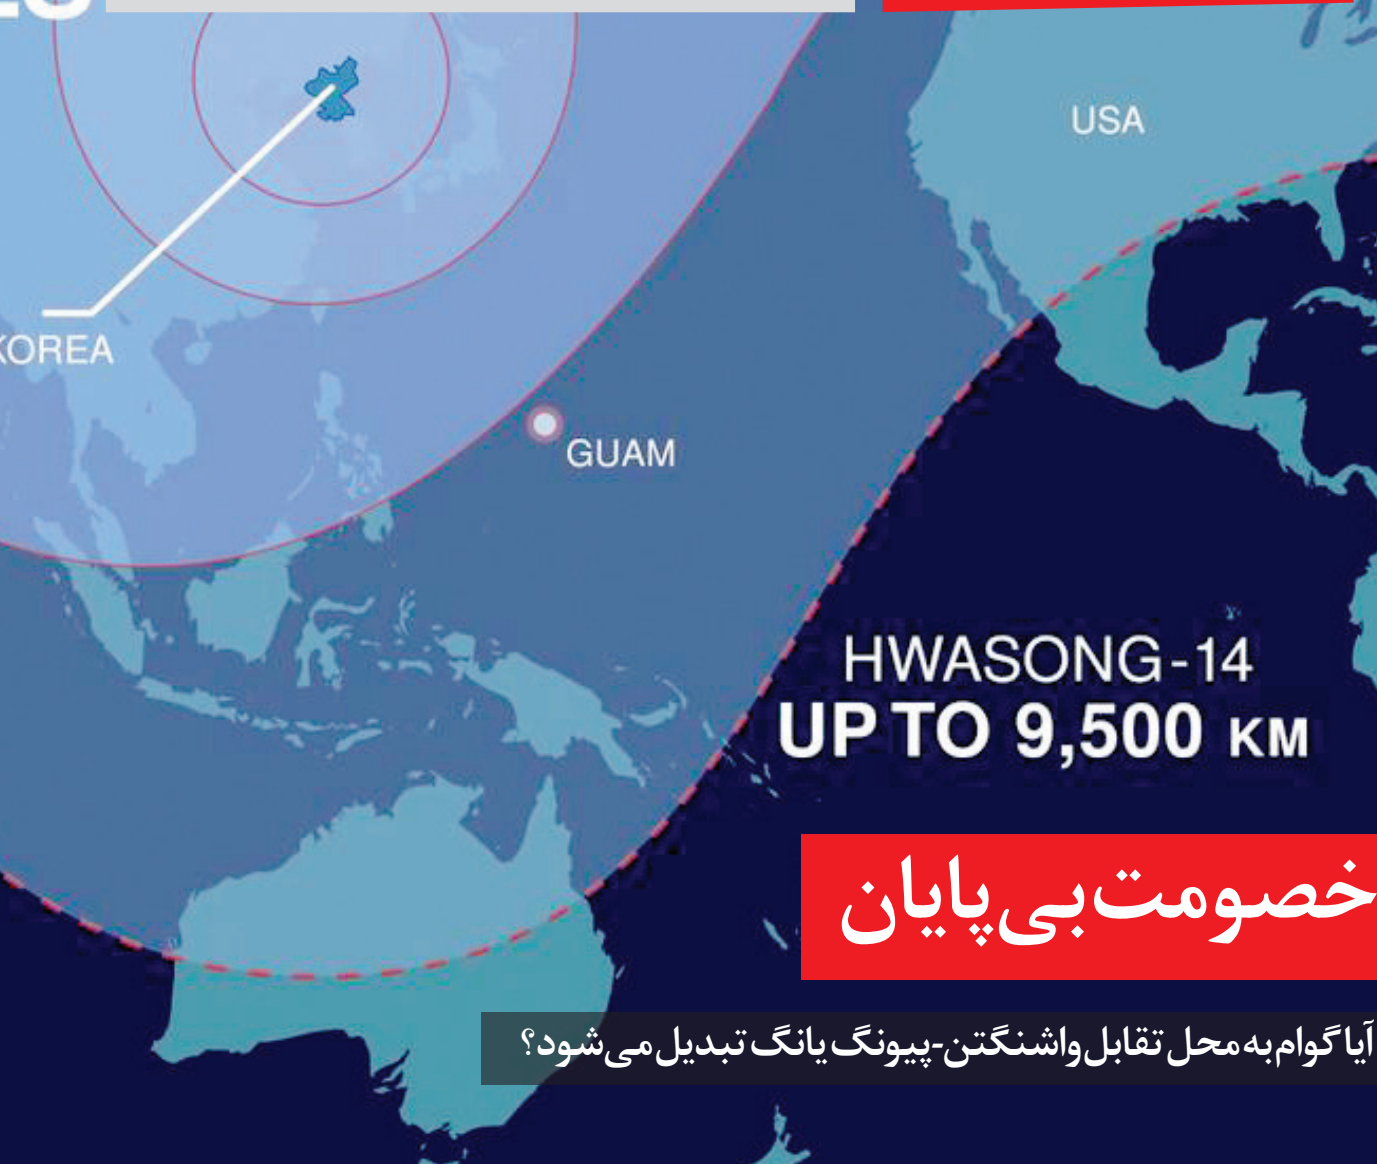 USA
KOREA
GUAM
HWASONG-14
UP TO 9,500 KM
خصومت بی‌پایان
آیا گوام به محل تقابل واشنگتن-پیونگ یانگ تبدیل می‌شود؟